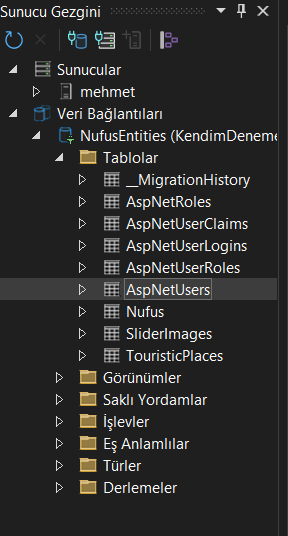 Sunucu Gezgini
Sunucular
mehmet
Veri Bağlantıları
NufusEntities (KendimDeneme
Tablolar
__MigrationHistory
AspNetRoles
AspNetUserClaims
AspNetUserLogins
AspNetUserRoles
AspNetUsers
Nufus
SliderImages
TouristicPlaces
Görünümler
Saklı Yordamlar
İşlevler
Eş Anlamlılar
Türler
Derlemeler